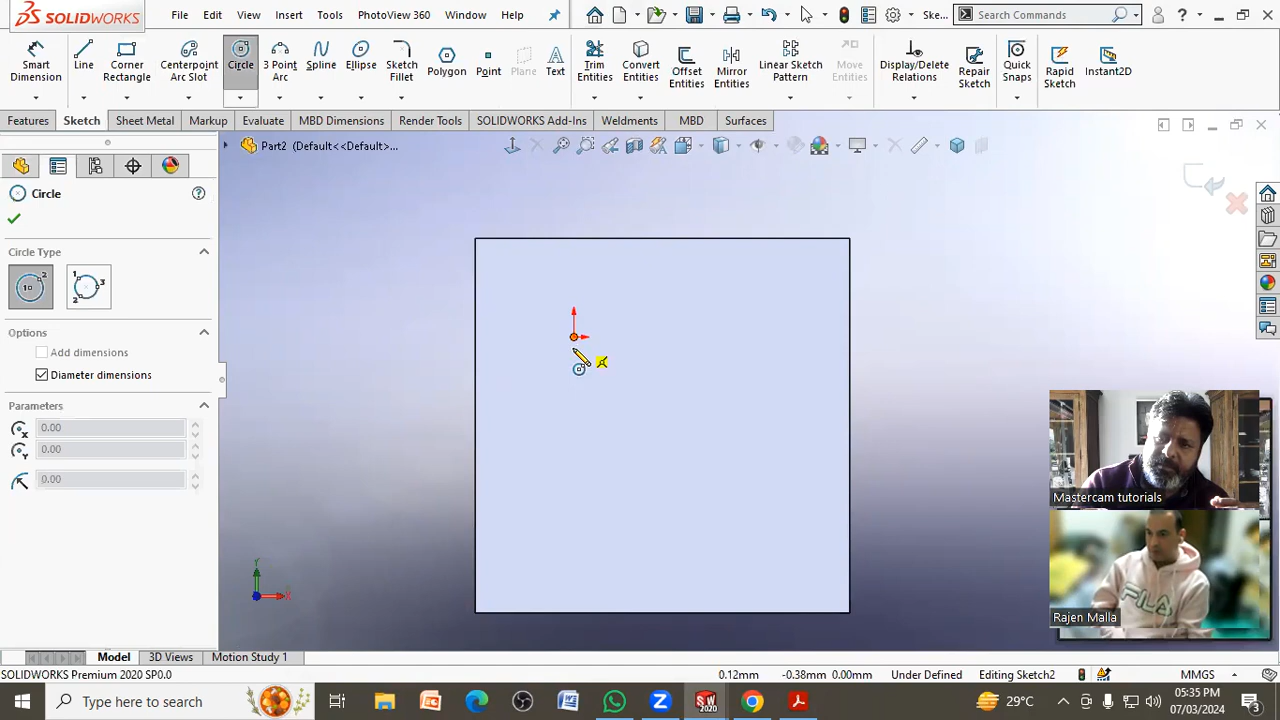 SOLIDWORKS File Edit View Insert Tools PhotoView 360 Window Help Ske... Search Commands ?
Smart Dimension
Line
Corner Rectangle
Centerpoint Arc Slot
Circle
3 Point Arc
Spline
Ellipse
Sketch Fillet
Polygon
Point
Plane
Text
Trim Entities
Convert Entities
Offset Entities
Mirror Entities
Linear Sketch Pattern
Move Entities
Display/Delete Relations
Repair Sketch
Quick Snaps
Rapid Sketch
Instant2D
Features Sketch Sheet Metal Markup Evaluate MBD Dimensions Render Tools SOLIDWORKS Add-Ins Weldments MBD Surfaces
Part2 (Default<<Default>...
Circle
Circle Type
Options
Add dimensions
Diameter dimensions
Parameters
0.00
0.00
0.00
Y
X
Mastercam tutorials
FILA
Rajen Malla
Model 3D Views Motion Study 1
SOLIDWORKS Premium 2020 SP0.0 0.12mm -0.38mm 0.00mm Under Defined Editing Sketch2 MMGS
Type here to search 29°C 05:35 PM
07/03/2024